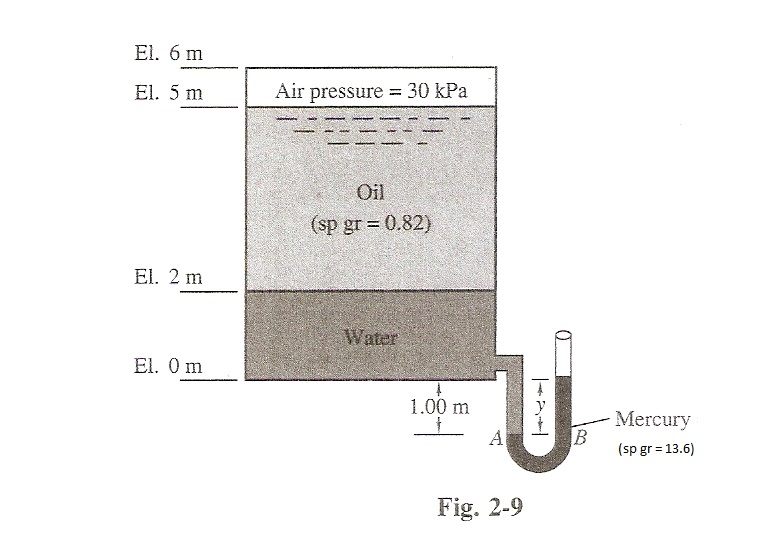 El. 6 m
El. 5 m
Air pressure = 30 kPa
Oil
(sp gr = 0.82)
El. 2 m
Water
El. 0 m
1.00 m
y
A
B
Mercury
(sp gr = 13.6)
Fig. 2-9